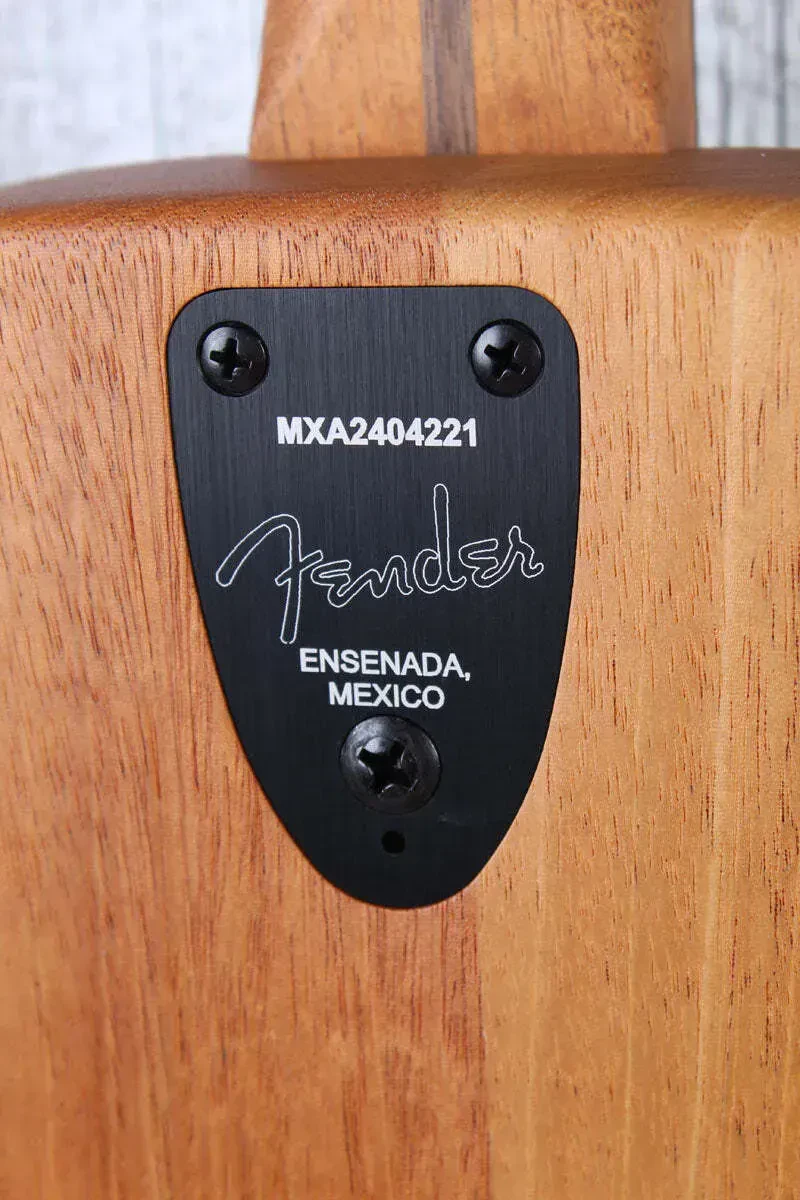 MXA2404221
Fender
ENSENADA,
MEXICO